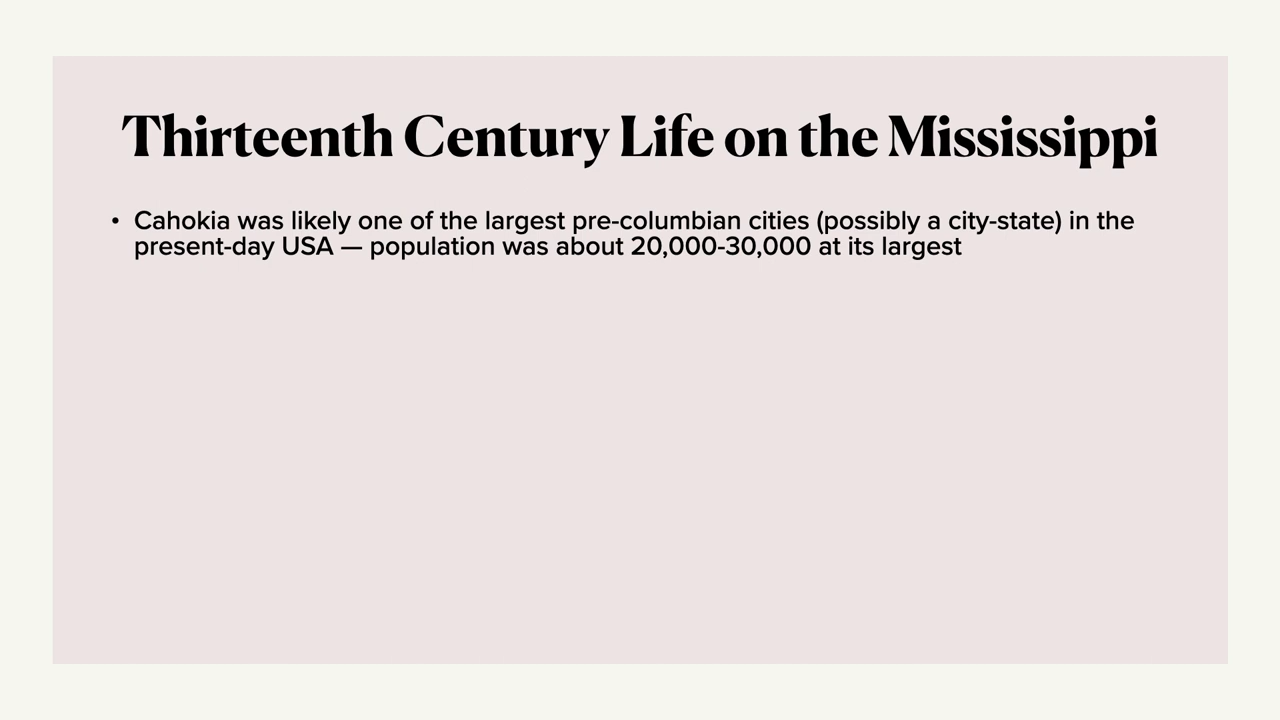 Thirteenth Century Life on the Mississippi
• Cahokia was likely one of the largest pre-columbian cities (possibly a city-state) in the
present-day USA — population was about 20,000-30,000 at its largest